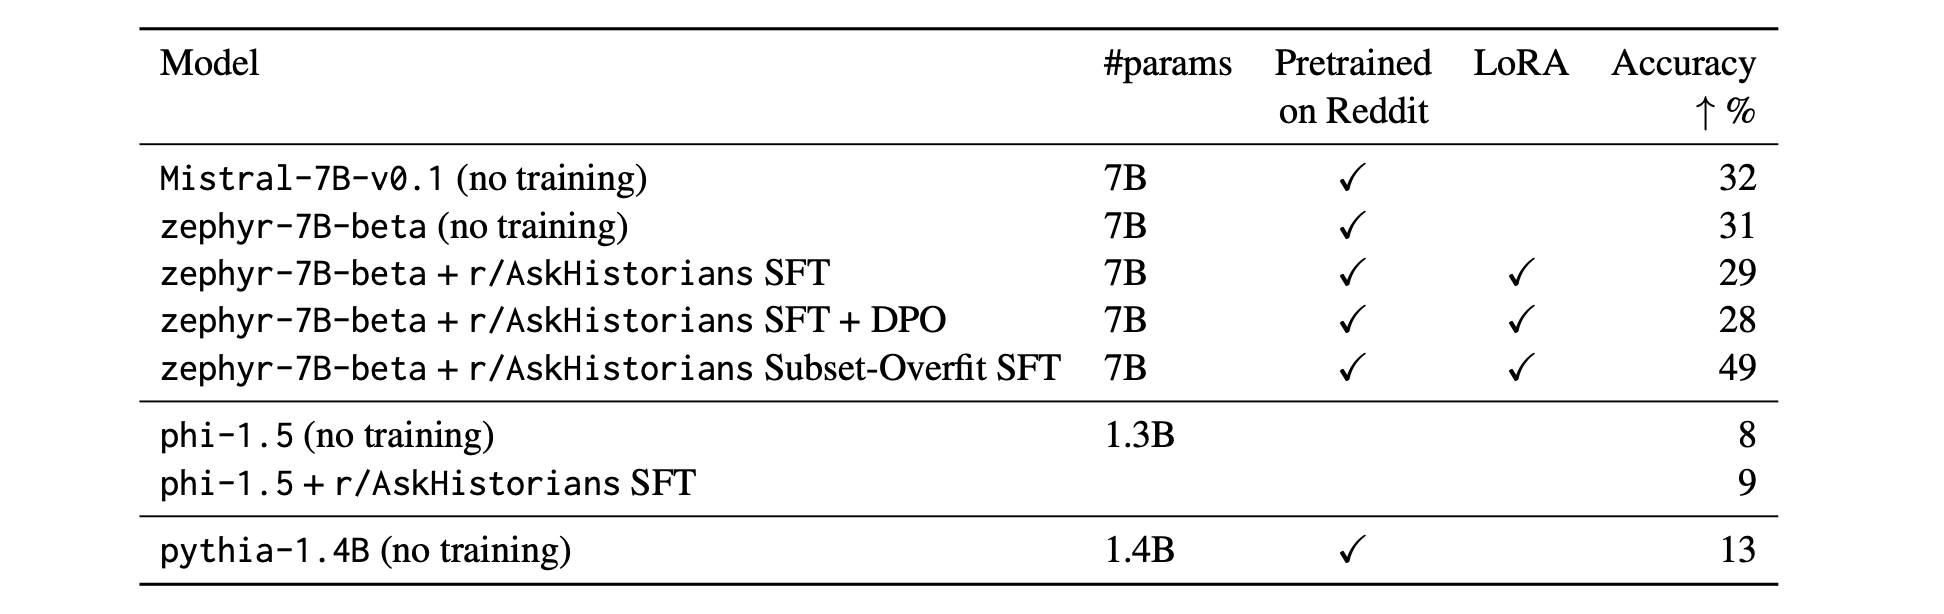 Model #params Pretrained LoRA Accuracy
on Reddit ↑ %
Mistral-7B-v0.1 (no training) 7B ✓ 32
zephyr-7B-beta (no training) 7B ✓ 31
zephyr-7B-beta + r/AskHistorians SFT 7B ✓ ✓ 29
zephyr-7B-beta + r/AskHistorians SFT + DPO 7B ✓ ✓ 28
zephyr-7B-beta + r/AskHistorians Subset-Overfit SFT 7B ✓ ✓ 49
phi-1.5 (no training) 1.3B 8
phi-1.5 + r/AskHistorians SFT 9
pythia-1.4B (no training) 1.4B ✓ 13